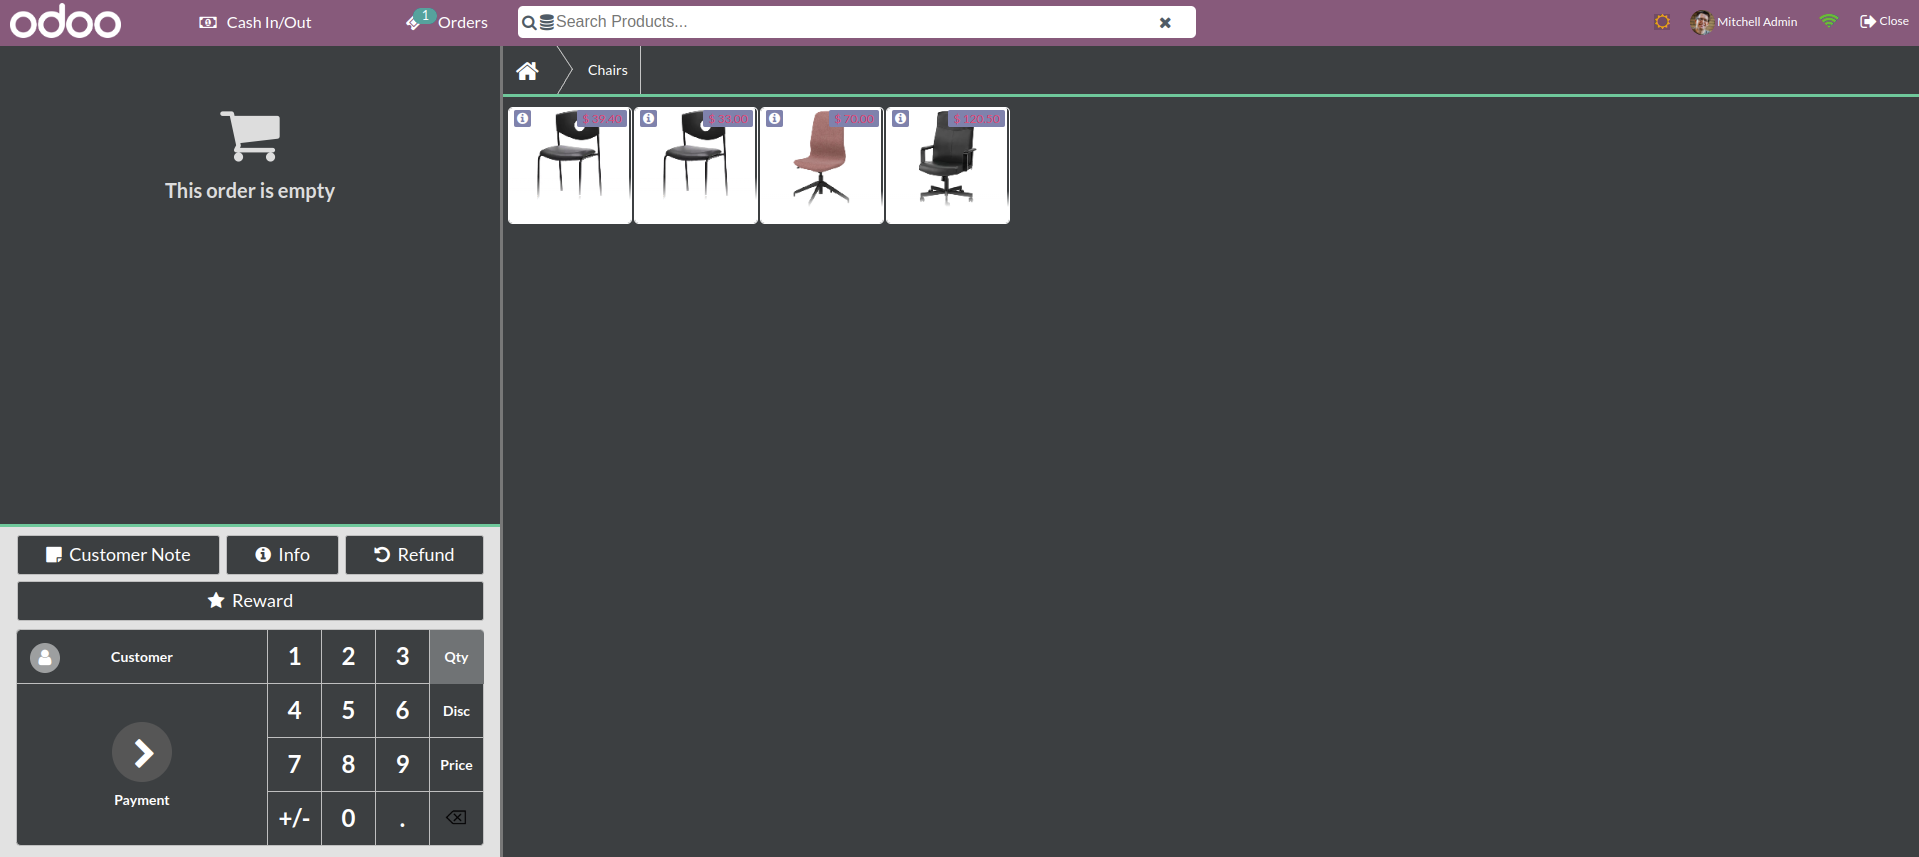 odoo
Cash In/Out
1
Orders
Search Products...
Mitchell Admin
Close
Chairs
$ 39.40
$ 33.00
$ 70.00
$ 120.50
This order is empty
Customer Note
Info
Refund
Reward
Customer
1 2 3 Qty
4 5 6 Disc
7 8 9 Price
Payment
+/- 0 .